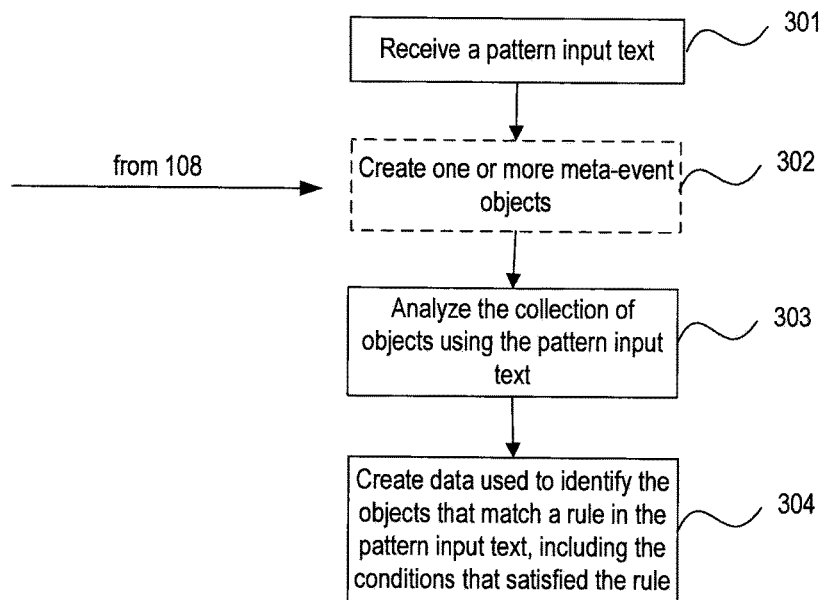 Receive a pattern input text
301
from 108
Create one or more meta-event
objects
302
Analyze the collection of
objects using the pattern input
text
303
Create data used to identify the
objects that match a rule in the
pattern input text, including the
conditions that satisfied the rule
304